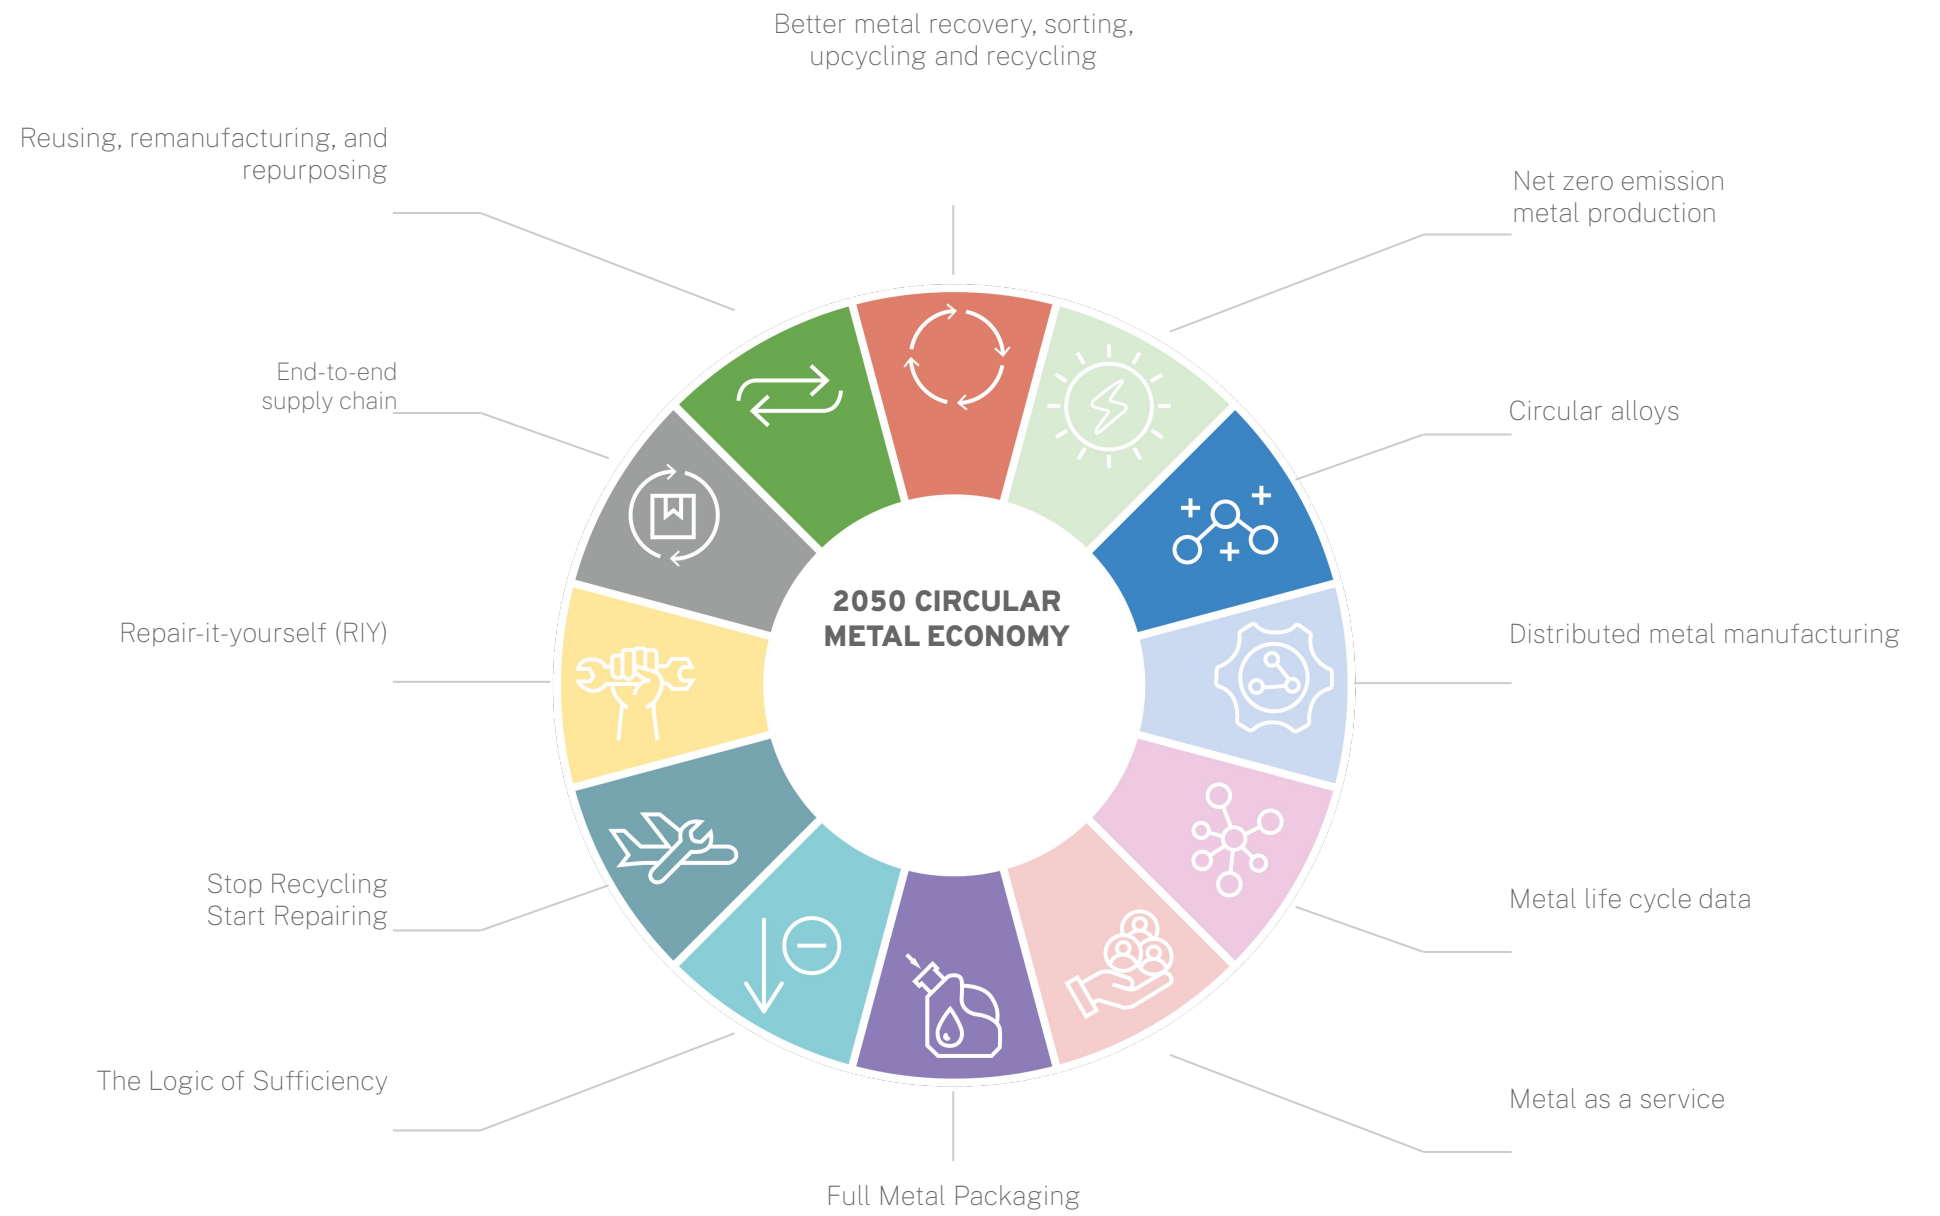 Better metal recovery, sorting,
upcycling and recycling
Reusing, remanufacturing, and
repurposing
Net zero emission
metal production
End-to-end
supply chain
Circular alloys
2050 CIRCULAR
METAL ECONOMY
Repair-it-yourself (RIY)
Distributed metal manufacturing
Stop Recycling
Start Repairing
Metal life cycle data
The Logic of Sufficiency
Metal as a service
Full Metal Packaging